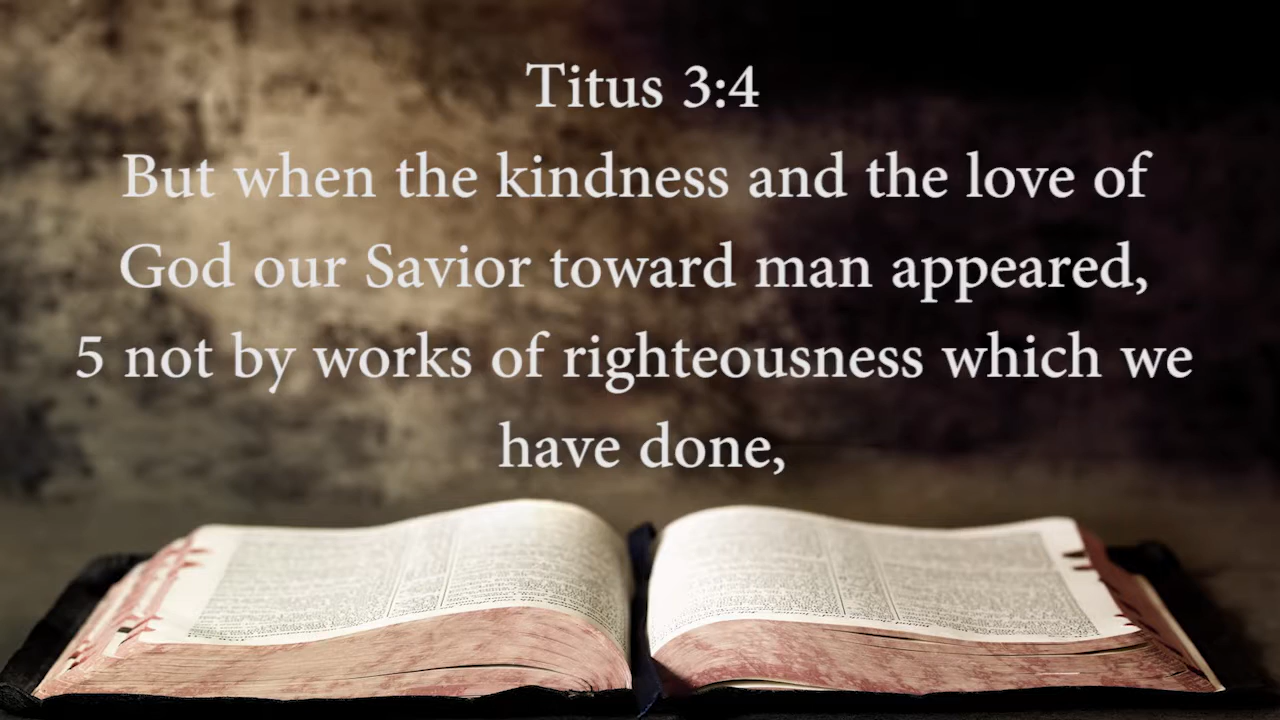 Titus 3:4
But when the kindness and the love of
God our Savior toward man appeared,
5 not by works of righteousness which we
have done,